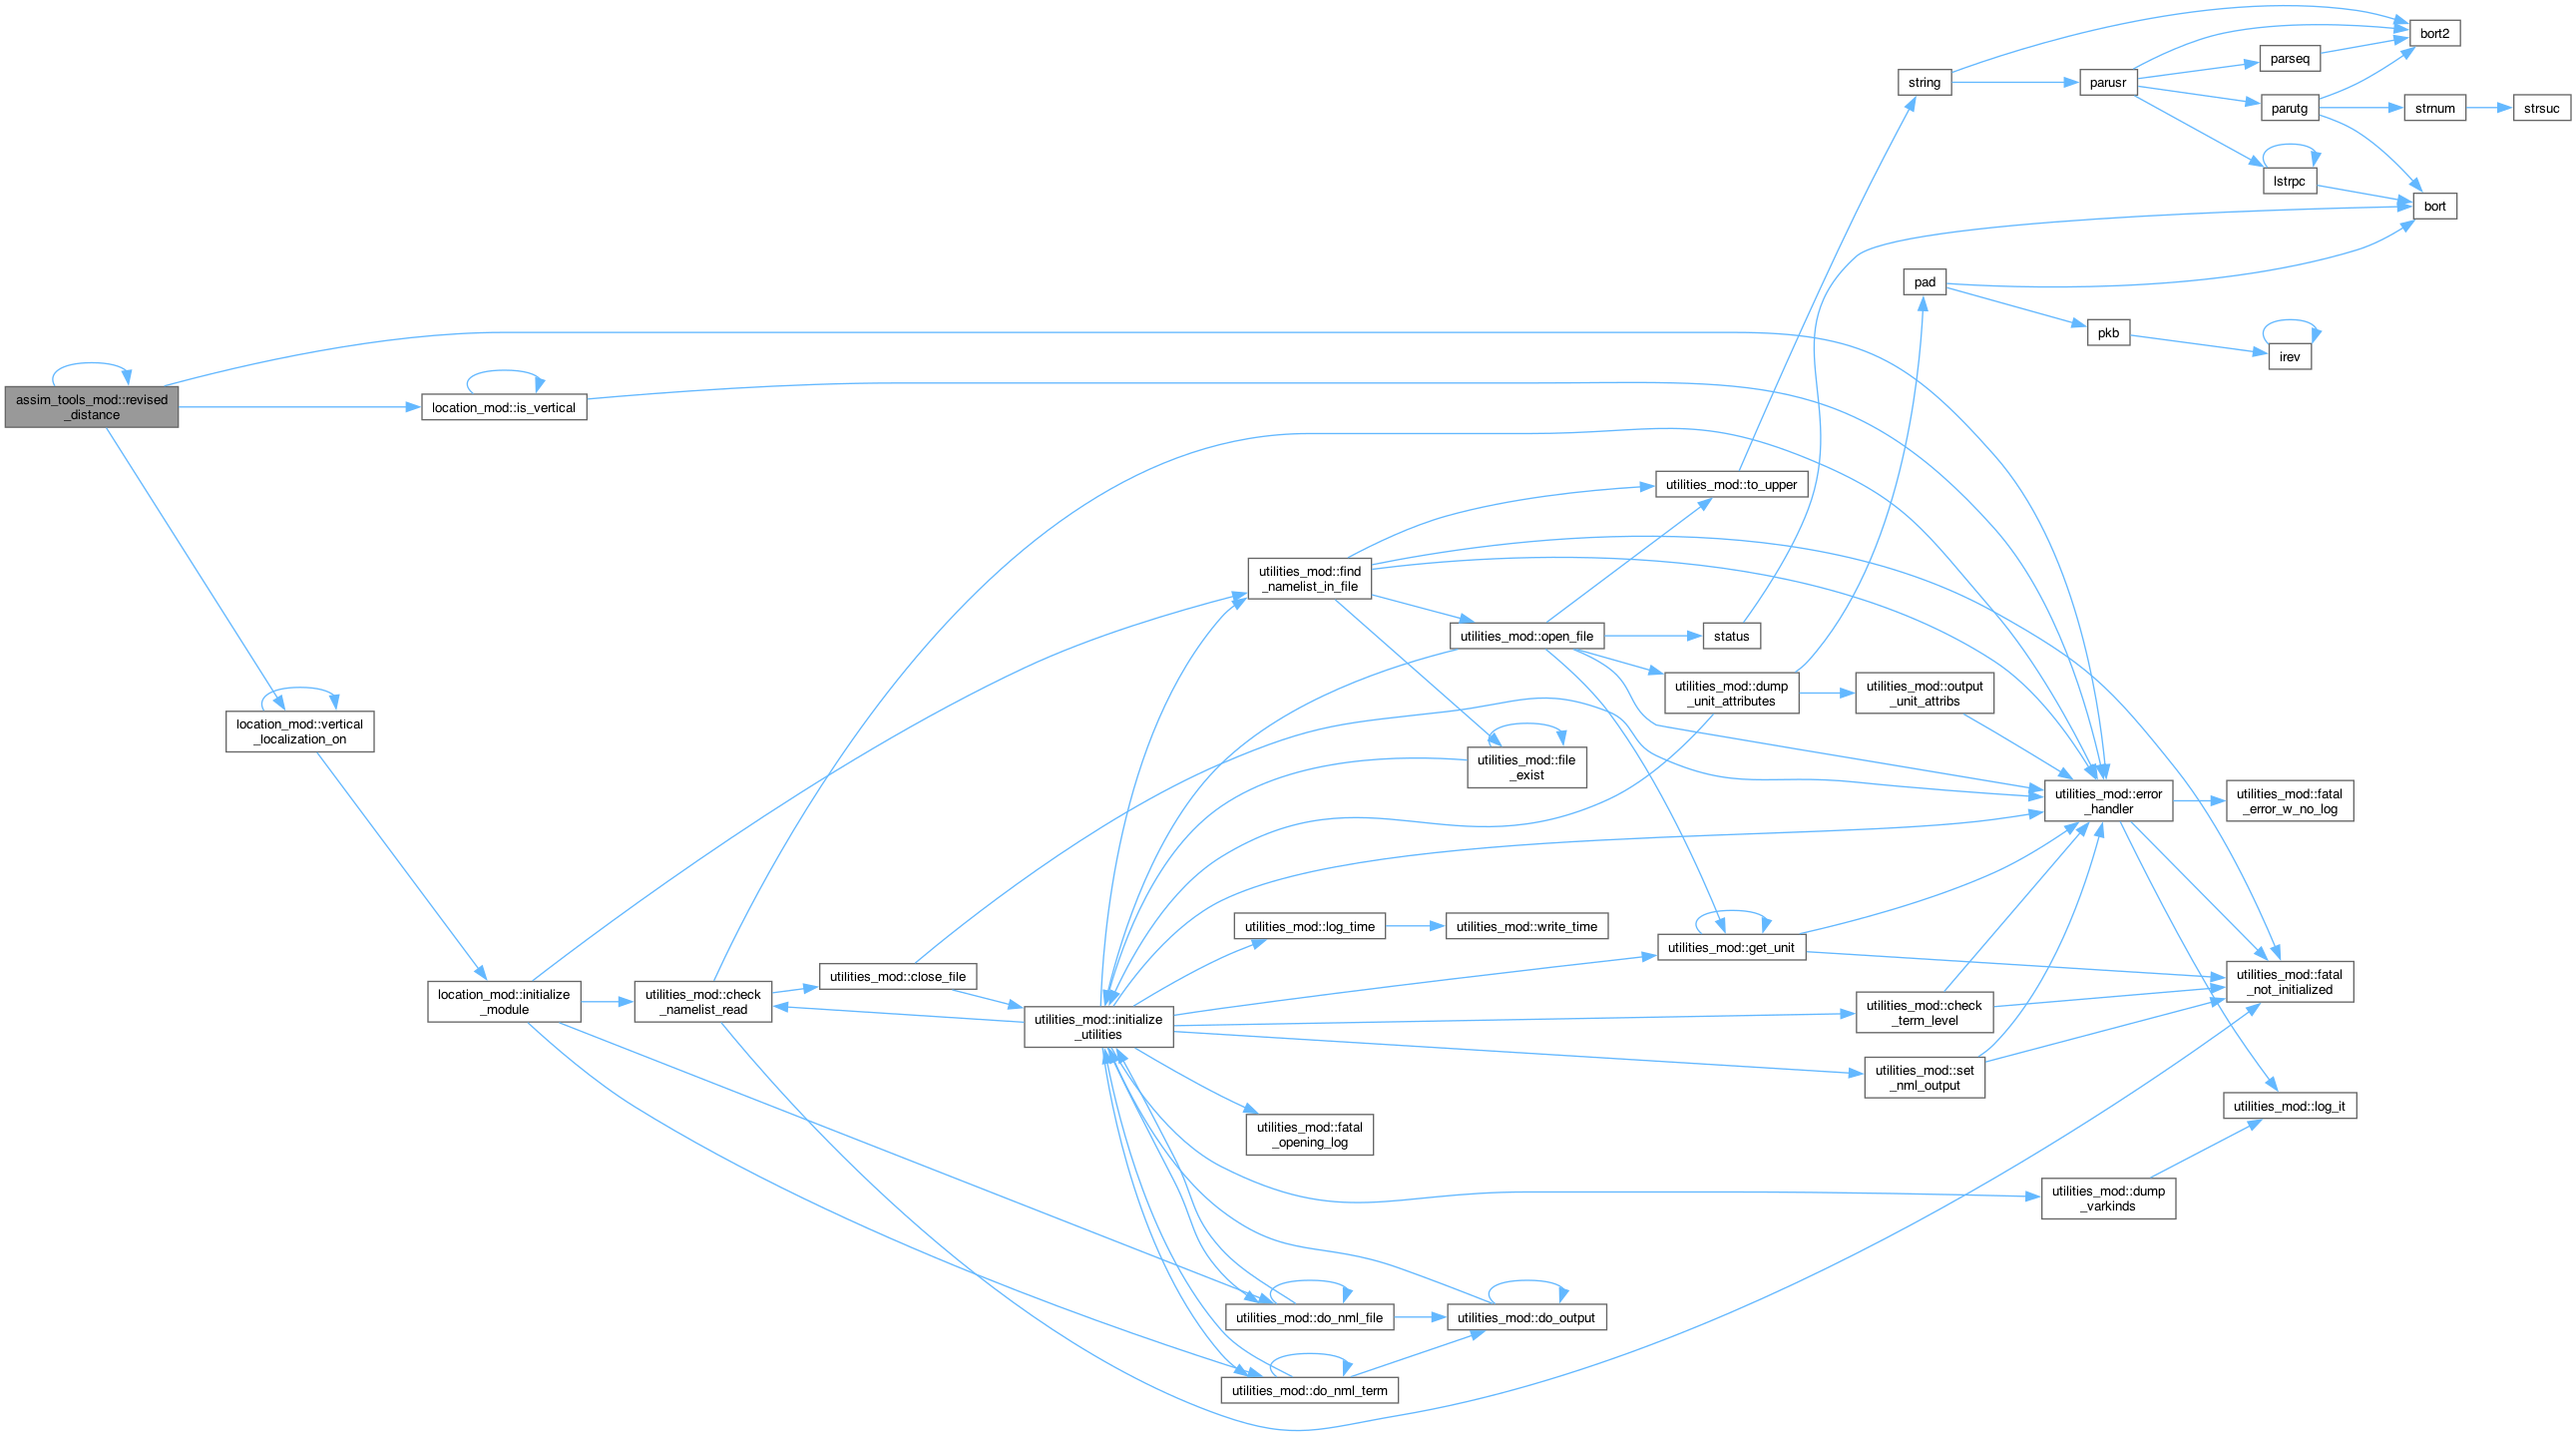 assim_tools_mod::revised
_distance
location_mod::is_vertical
location_mod::vertical
_localization_on
location_mod::initialize
_module
utilities_mod::check
_namelist_read
utilities_mod::close_file
utilities_mod::initialize
_utilities
utilities_mod::find
_namelist_in_file
utilities_mod::log_time
utilities_mod::fatal
_opening_log
utilities_mod::do_nml_file
utilities_mod::do_nml_term
utilities_mod::open_file
utilities_mod::file
_exist
utilities_mod::write_time
utilities_mod::do_output
utilities_mod::to_upper
status
utilities_mod::dump
_unit_attributes
utilities_mod::get_unit
string
pad
utilities_mod::output
_unit_attribs
utilities_mod::check
_term_level
utilities_mod::set
_nml_output
parusr
pkb
utilities_mod::error
_handler
utilities_mod::dump
_varkinds
parseq
parutg
lstrpc
irev
utilities_mod::fatal
_error_w_no_log
utilities_mod::fatal
_not_initialized
utilities_mod::log_it
bort2
strnum
bort
strsuc